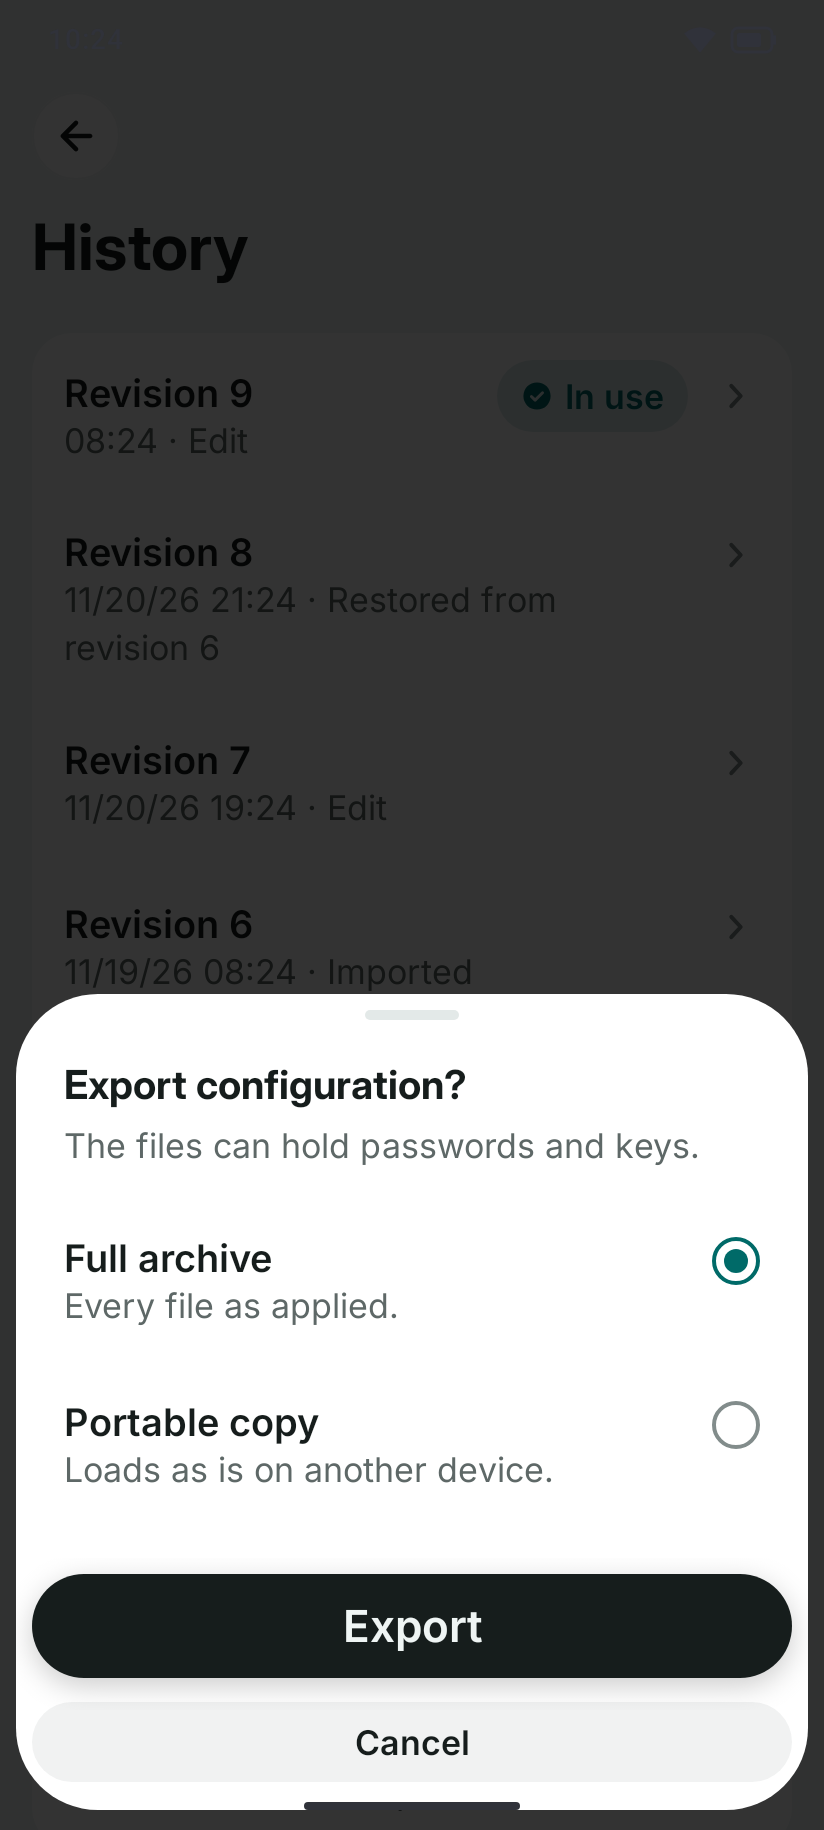 History
Revision 9
In use
08:24 · Edit
Revision 8
11/20/26 21:24 · Restored from
revision 6
Revision 7
11/20/26 19:24 · Edit
Revision 6
11/19/26 08:24 · Imported
Export configuration?
The files can hold passwords and keys.
Full archive
Every file as applied.
Portable copy
Loads as is on another device.
Export
Cancel